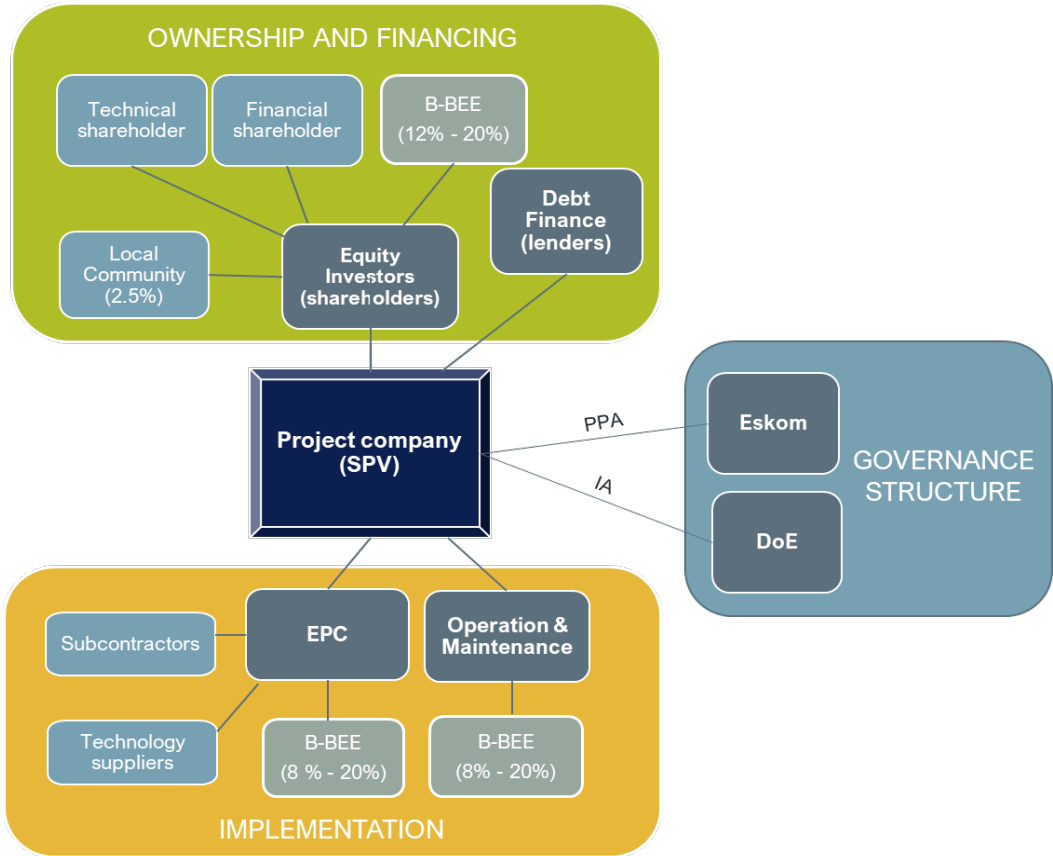 OWNERSHIP AND FINANCING
Technical
shareholder
Financial
shareholder
B-BEE
(12% - 20%)
Debt
Finance
(lenders)
Local
Community
(2.5%)
Equity
Investors
(shareholders)
Project company
(SPV)
PPA
IA
Eskom
DoE
GOVERNANCE
STRUCTURE
EPC
Operation &
Maintenance
Subcontractors
Technology
suppliers
B-BEE
(8 % - 20%)
B-BEE
(8% - 20%)
IMPLEMENTATION